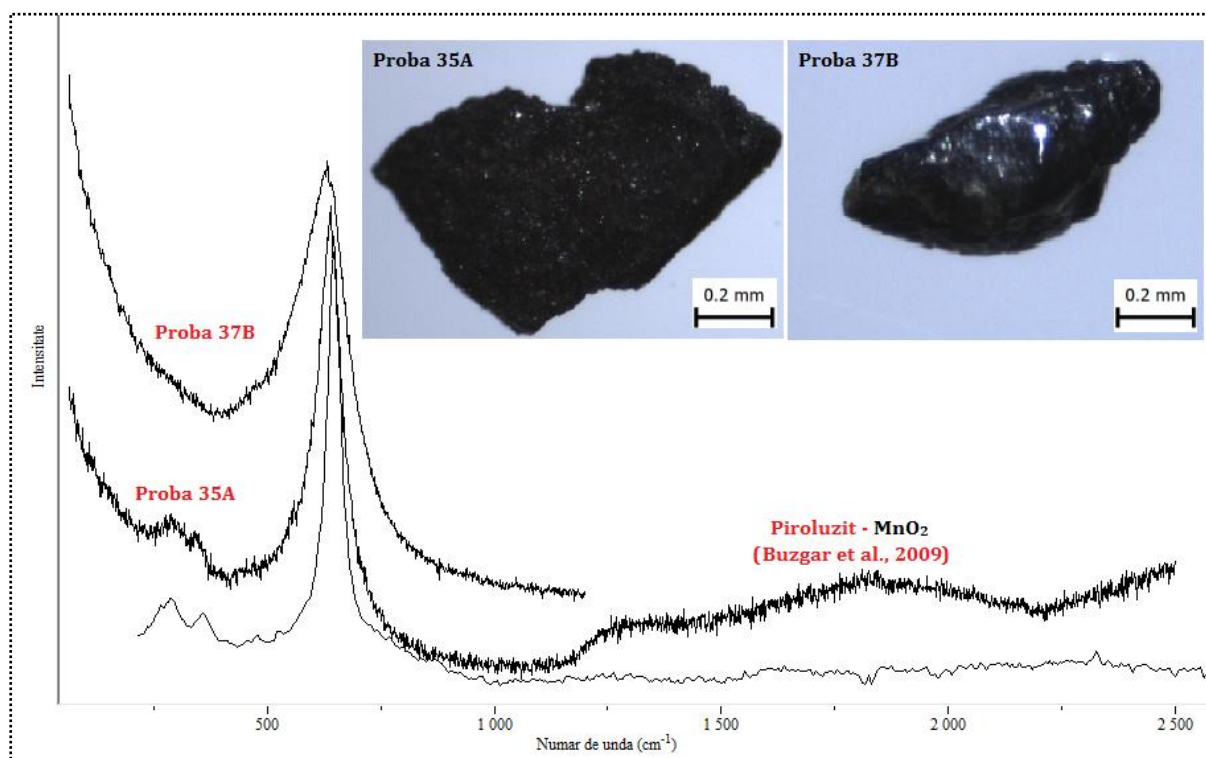 Proba 35A
Proba 37B
0.2 mm
0.2 mm
Proba 37B
Proba 35A
Piroluzit - MnO₂
(Buzgar et al., 2009)
Intensitate
500
1 000
1 500
2 000
2 500
Numar de unda (cm⁻¹)